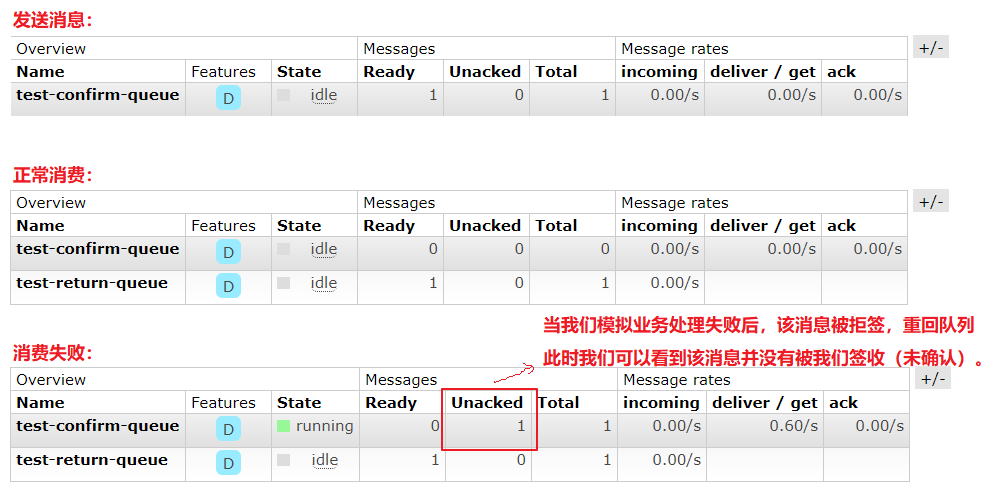 发送消息：
Overview Messages Message rates +/-
Name Features State Ready Unacked Total incoming deliver / get ack
test-confirm-queue D idle 1 0 1 0.00/s 0.00/s 0.00/s
正常消费：
Overview Messages Message rates +/-
Name Features State Ready Unacked Total incoming deliver / get ack
test-confirm-queue D idle 0 0 0 0.00/s 0.00/s 0.00/s
test-return-queue D idle 1 0 1 0.00/s
当我们模拟业务处理失败后，该消息被拒签，重回队列
此时我们可以看到该消息并没有被我们签收（未确认）。
消费失败：
Overview Messages Message rates +/-
Name Features State Ready Unacked Total incoming deliver / get ack
test-confirm-queue D running 0 1 1 0.00/s 0.60/s 0.00/s
test-return-queue D idle 1 0 1 0.00/s